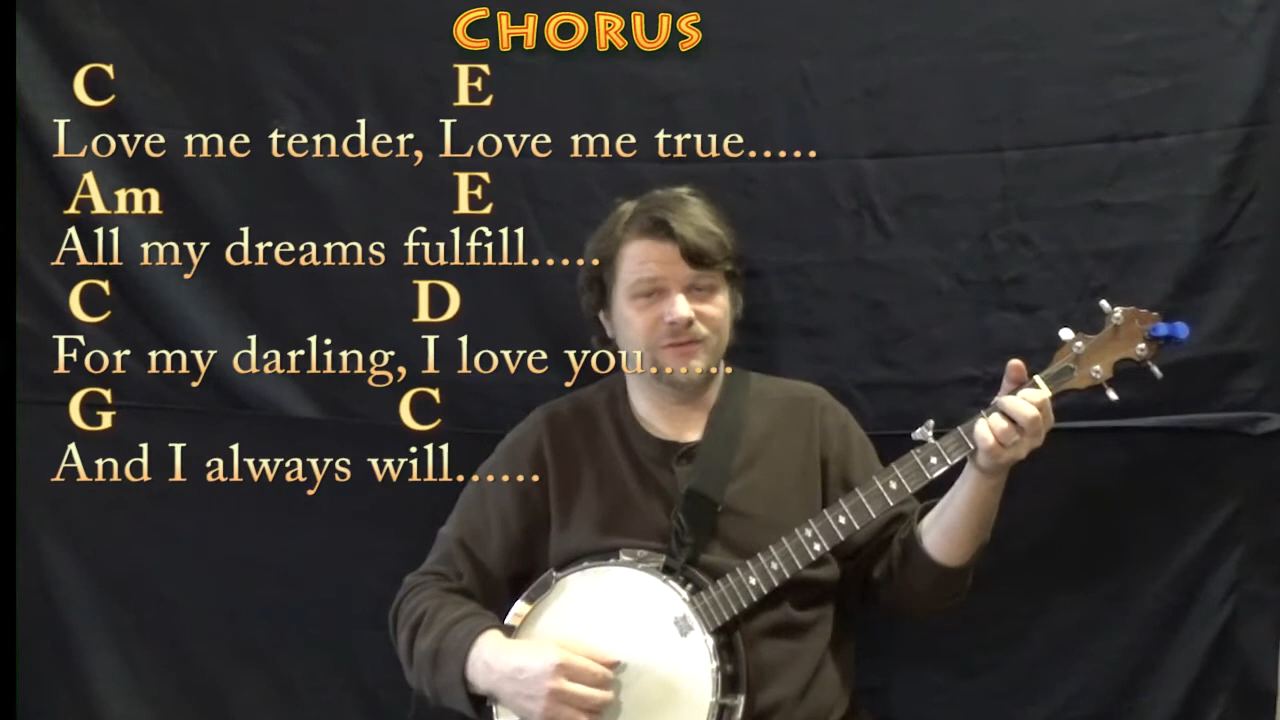 CHORUS
C E
Love me tender, Love me true.....
Am E
All my dreams fulfill.....
C D
For my darling, I love you......
G C
And I always will......